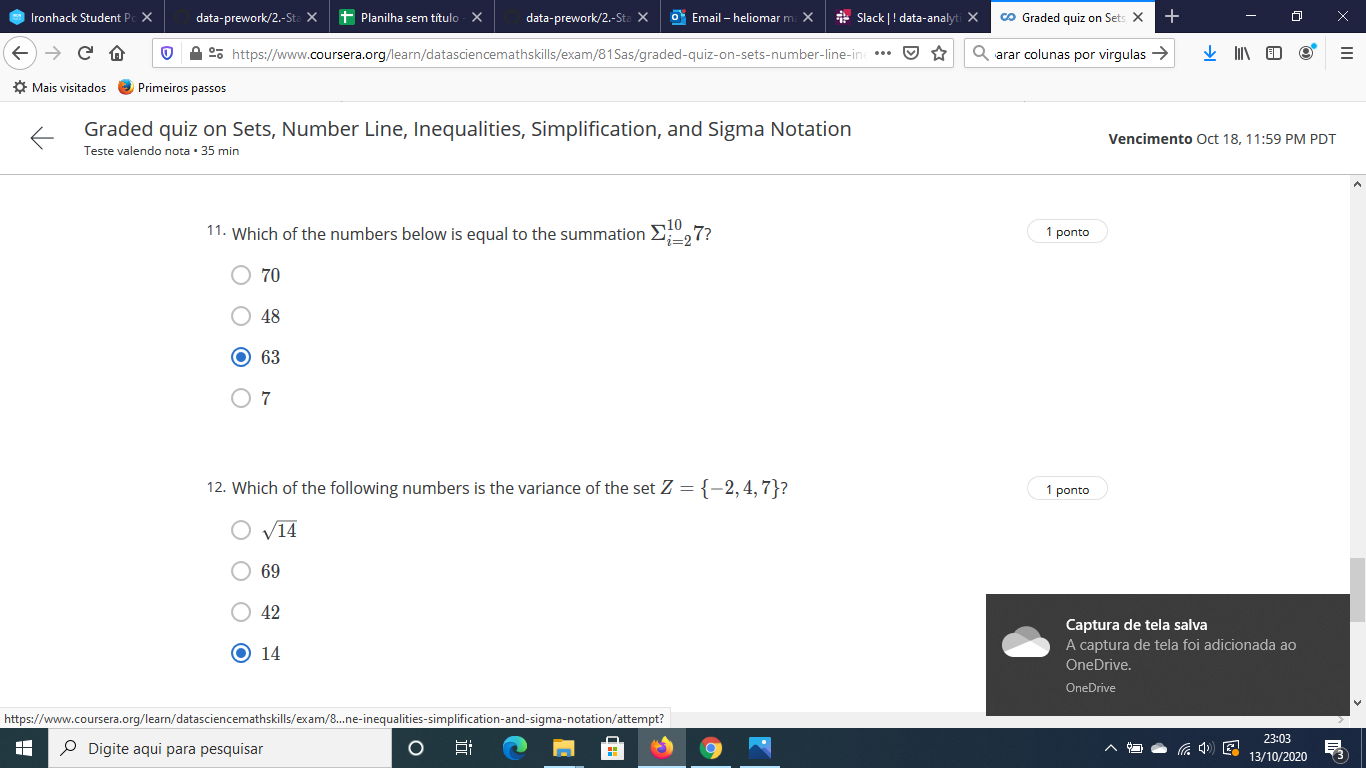 Ironhack Student Po
data-prework/2.-Sta
Planilha sem título -
data-prework/2.-Sta
Email – heliomar ma
Slack | ! data-analyti
Graded quiz on Sets,
https://www.coursera.org/learn/datasciencemathskills/exam/81Sas/graded-quiz-on-sets-number-line-in
arar colunas por virgulas
Mais visitados
Primeiros passos
Graded quiz on Sets, Number Line, Inequalities, Simplification, and Sigma Notation
Teste valendo nota • 35 min
Vencimento Oct 18, 11:59 PM PDT
11. Which of the numbers below is equal to the summation Σ_{i=2}^{10} 7?
1 ponto
70
48
63
7
12. Which of the following numbers is the variance of the set Z = {−2, 4, 7}?
1 ponto
√14
69
42
14
Captura de tela salva
A captura de tela foi adicionada ao
OneDrive.
OneDrive
https://www.coursera.org/learn/datasciencemathskills/exam/8...ne-inequalities-simplification-and-sigma-notation/attempt?
Digite aqui para pesquisar
23:03
13/10/2020
3